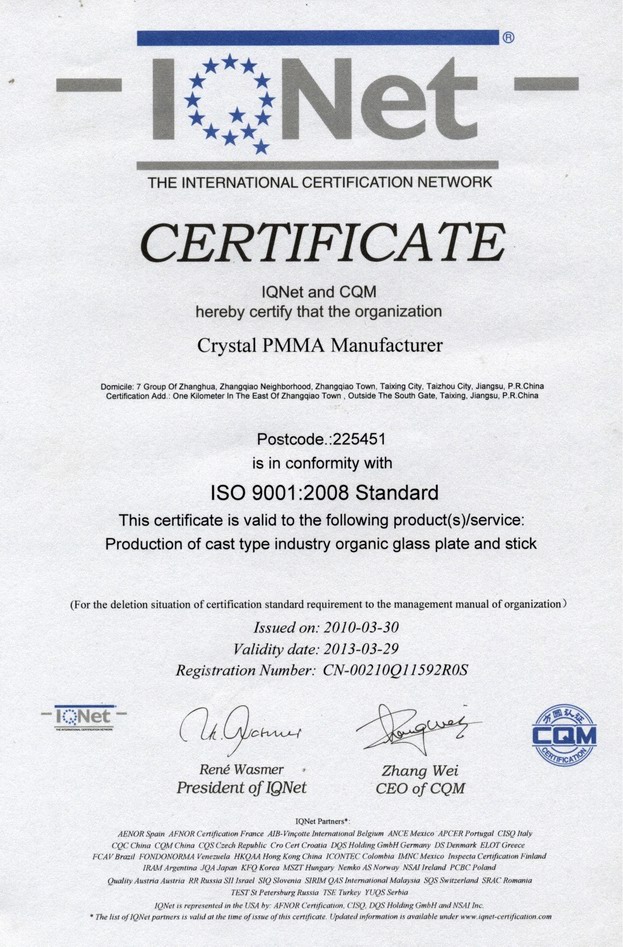 IQNet®
THE INTERNATIONAL CERTIFICATION NETWORK
CERTIFICATE
IQNet and CQM
hereby certify that the organization
Crystal PMMA Manufacturer
Domicile: 7 Group Of Zhanghua, Zhangqiao Neighborhood, Zhangqiao Town, Taixing City, Taizhou City, Jiangsu, P.R.China
Certification Add.: One Kilometer In The East Of Zhangqiao Town , Outside The South Gate, Taixing, Jiangsu, P.R.China
Postcode.:225451
is in conformity with
ISO 9001:2008 Standard
This certificate is valid to the following product(s)/service:
Production of cast type industry organic glass plate and stick
(For the deletion situation of certification standard requirement to the management manual of organization)
Issued on: 2010-03-30
Validity date: 2013-03-29
Registration Number: CN-00210Q11592R0S
IQNet
THE INTERNATIONAL CERTIFICATION NETWORK
方圆认证
CQM
CERTIFICATION
René Wasmer
President of IQNet
Zhang Wei
CEO of CQM
IQNet Partners*:
AENOR Spain AFNOR Certification France AIB-Vinçotte International Belgium ANCE Mexico APCER Portugal CISQ Italy
CQC China CQM China CQS Czech Republic Cro Cert Croatia DQS Holding GmbH Germany DS Denmark ELOT Greece
FCAV Brazil FONDONORMA Venezuela HKQAA Hong Kong China ICONTEC Colombia IMNC Mexico Inspecta Certification Finland
IRAM Argentina JQA Japan KFQ Korea MSZT Hungary Nemko AS Norway NSAI Ireland PCBC Poland
Quality Austria Austria RR Russia SII Israel SIQ Slovenia SIRIM QAS International Malaysia SQS Switzerland SRAC Romania
TEST St Petersburg Russia TSE Turkey YUQS Serbia
IQNet is represented in the USA by: AFNOR Certification, CISQ, DQS Holding GmbH and NSAI Inc.
* The list of IQNet partners is valid at the time of issue of this certificate. Updated information is available under www.iqnet-certification.com